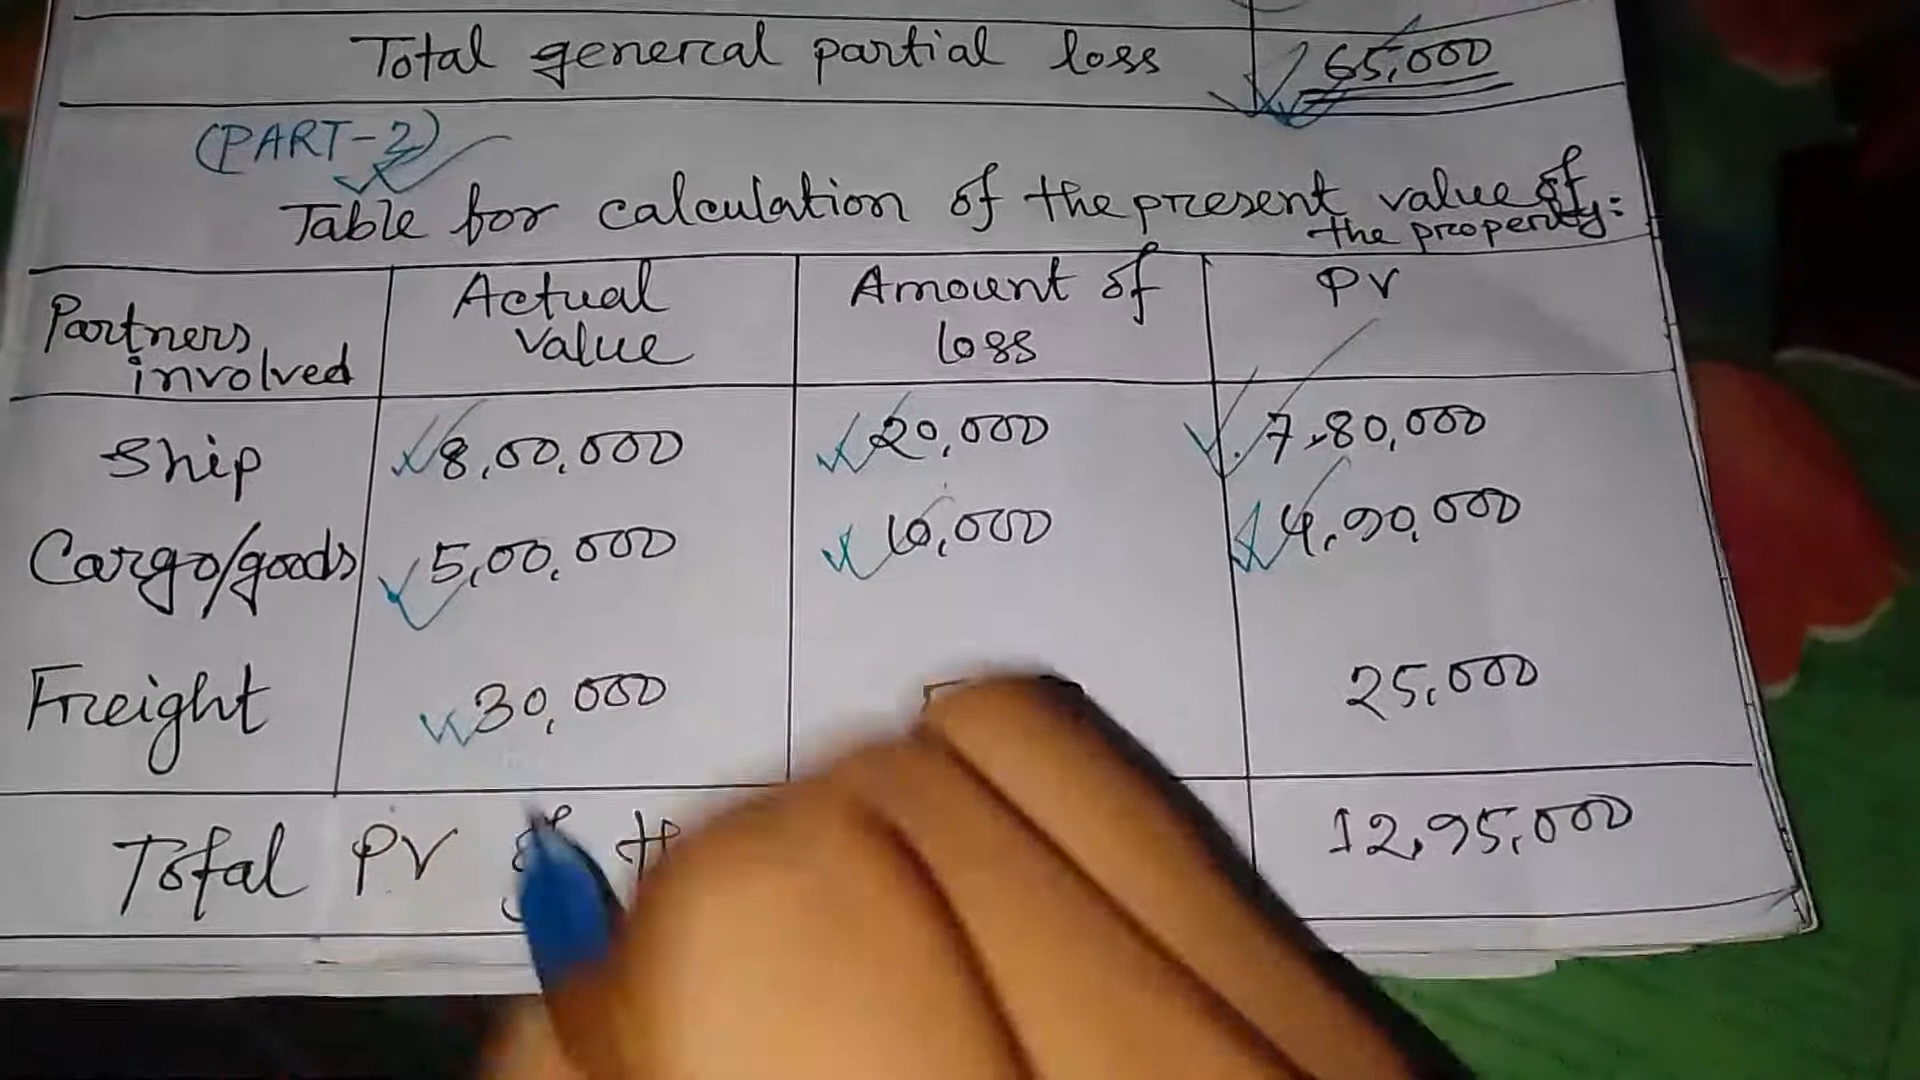 Total general partial loss 65,000
(PART-2)
Table for calculation of the present value of
the property:
Partners involved Actual Value Amount of loss PV
Ship 8,00,000 20,000 7,80,000
Cargo/goods 5,00,000 10,000 4,90,000
Freight 30,000 25,000
Total PV of 12,95,000